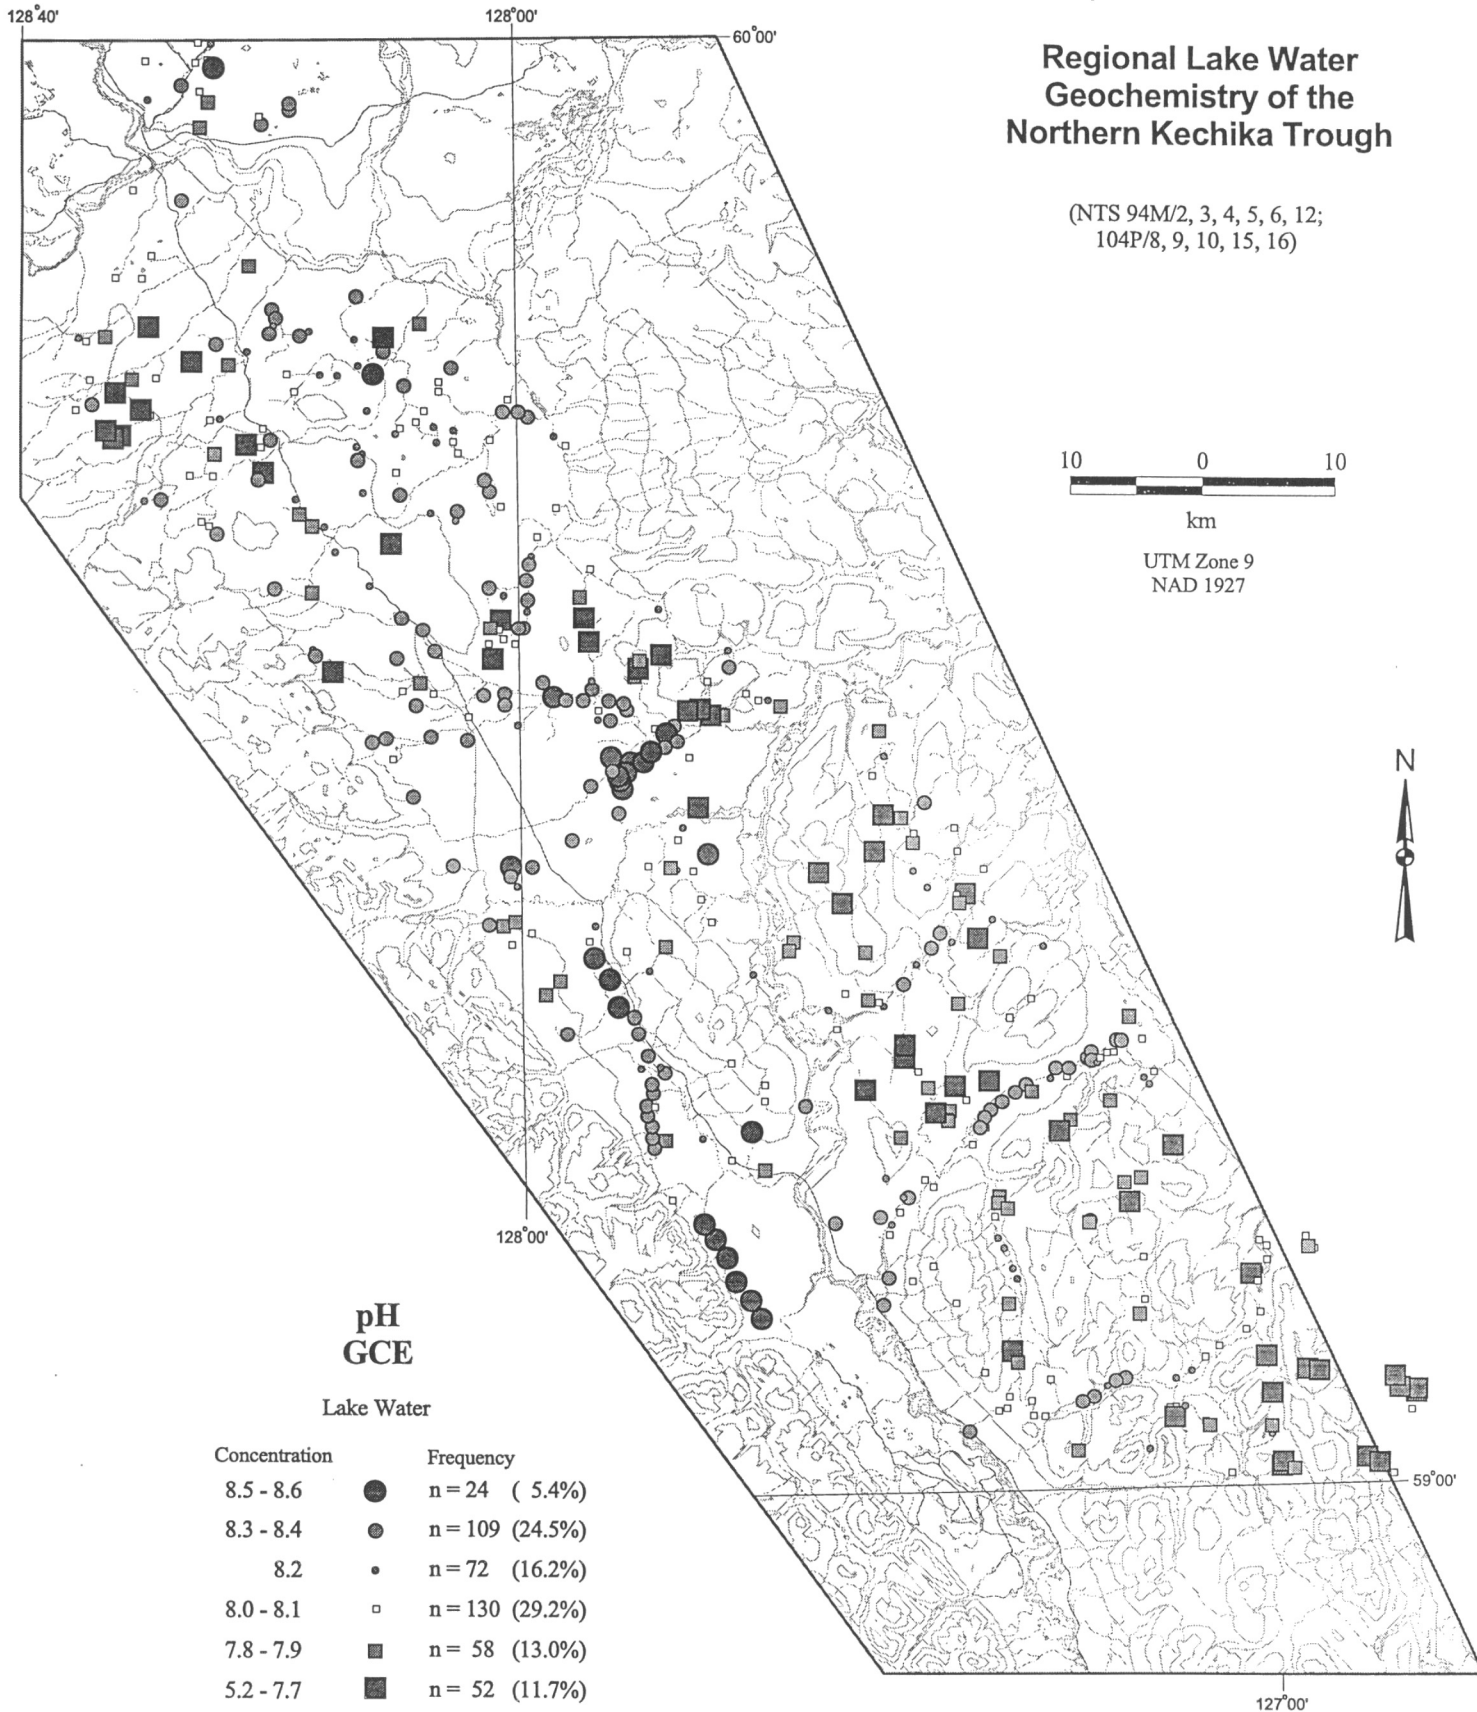 128°40'
128°00'
60°00'
Regional Lake Water
Geochemistry of the
Northern Kechika Trough
(NTS 94M/2, 3, 4, 5, 6, 12;
104P/8, 9, 10, 15, 16)
10 0 10
km
UTM Zone 9
NAD 1927
N
128°00'
pH
GCE
Lake Water
Concentration Frequency
8.5 - 8.6 n = 24 ( 5.4%)
8.3 - 8.4 n = 109 (24.5%)
8.2 n = 72 (16.2%)
8.0 - 8.1 n = 130 (29.2%)
7.8 - 7.9 n = 58 (13.0%)
5.2 - 7.7 n = 52 (11.7%)
59°00'
127°00'